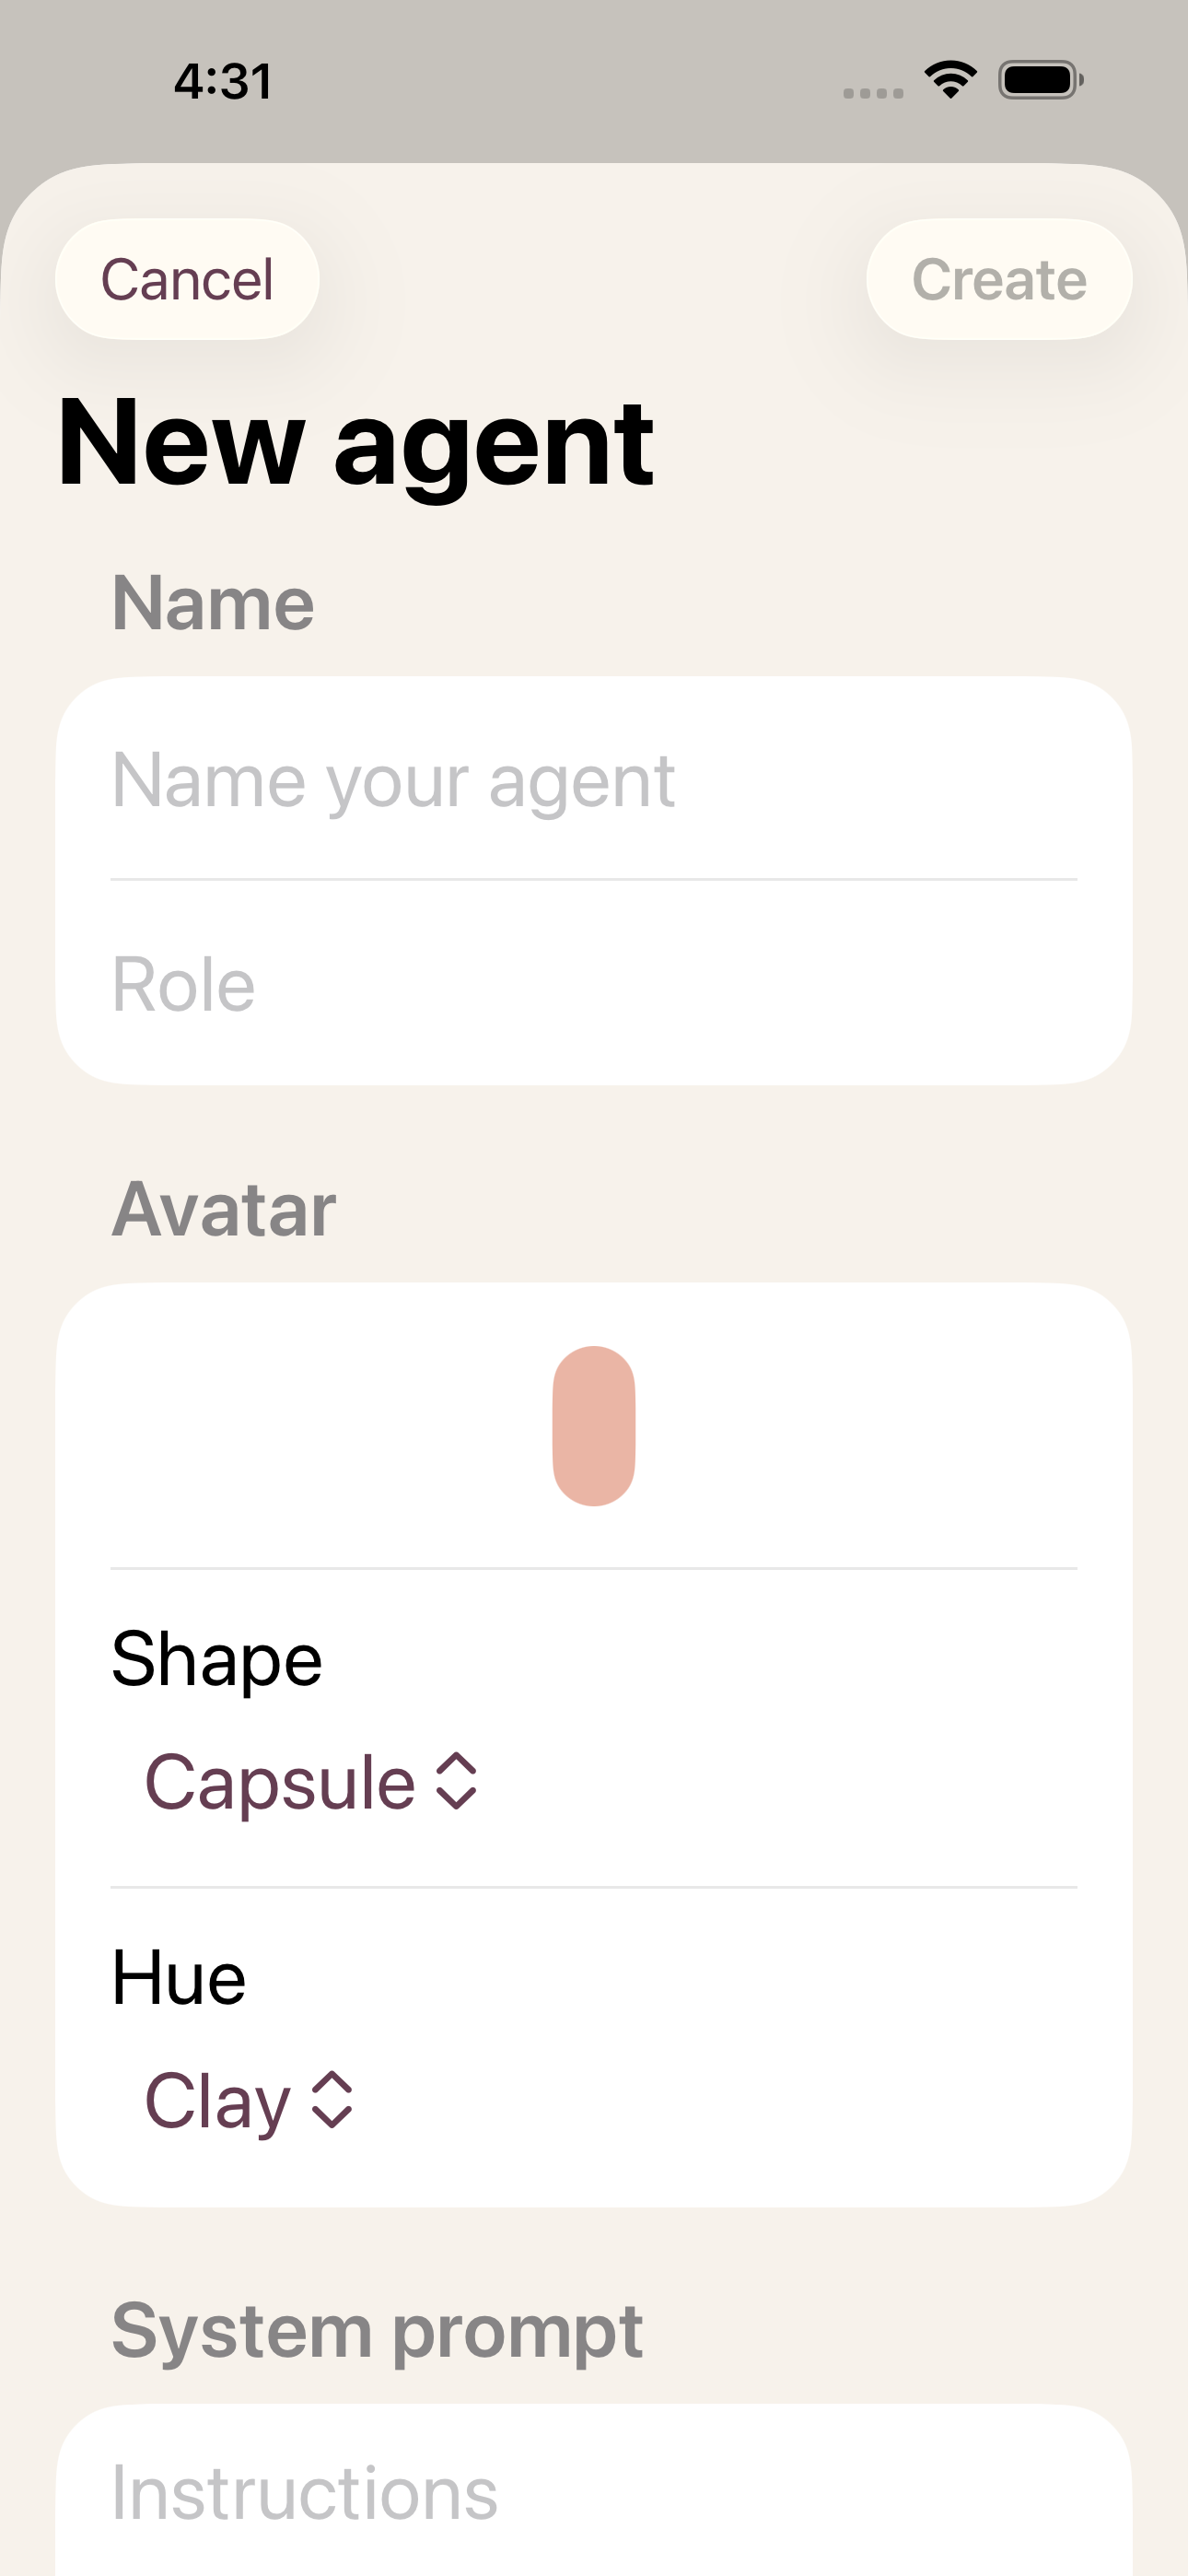 4:31
Cancel
Create
New agent
Name
Name your agent
Role
Avatar
Shape
Capsule
Hue
Clay
System prompt
Instructions